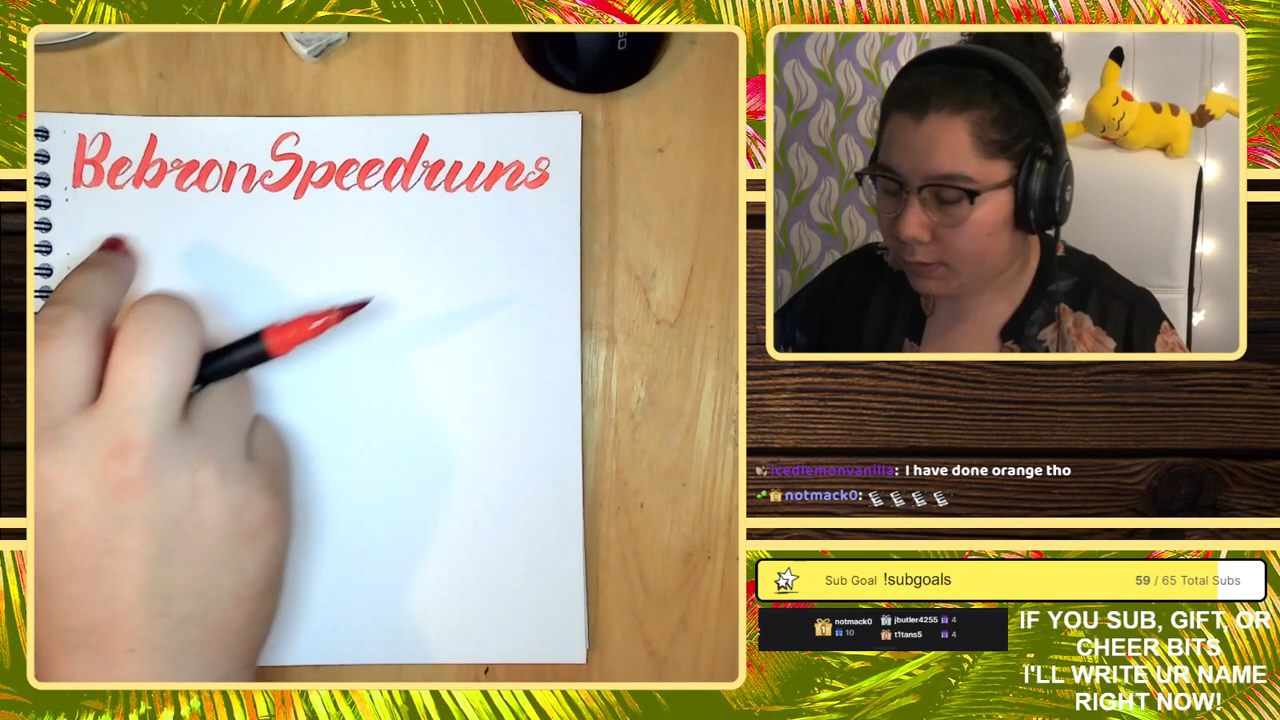 BebronSpeedruns
icedlemonvanilla: I have done orange tho
notmack0:
Sub Goal !subgoals 59 / 65 Total Subs
notmack0 10
jbutler4255 4
t1tans5 4
IF YOU SUB, GIFT, OR
CHEER BITS
I'LL WRITE UR NAME
RIGHT NOW!